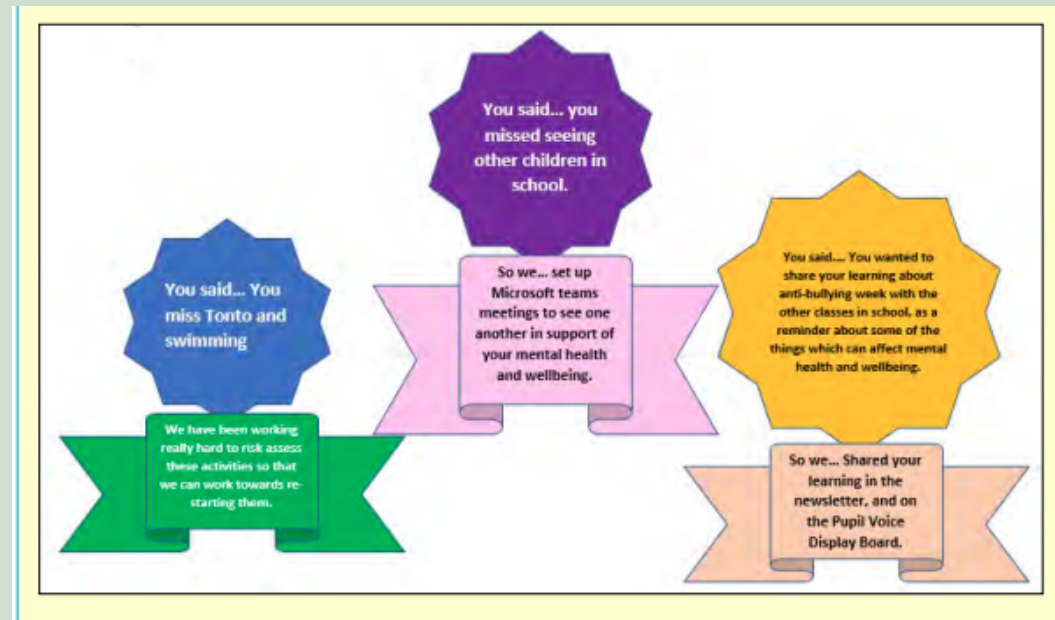 You said... You
miss Tonto and
swimming
We have been working
really hard to risk assess
these activities so that
we can work towards re-
starting them.
You said... you
missed seeing
other children in
school.
So we... set up
Microsoft teams
meetings to see one
another in support of
your mental health
and wellbeing.
You said.... You wanted to
share your learning about
anti-bullying week with the
other classes in school, as a
reminder about some of the
things which can affect mental
health and wellbeing.
So we... Shared your
learning in the
newsletter, and on
the Pupil Voice
Display Board.